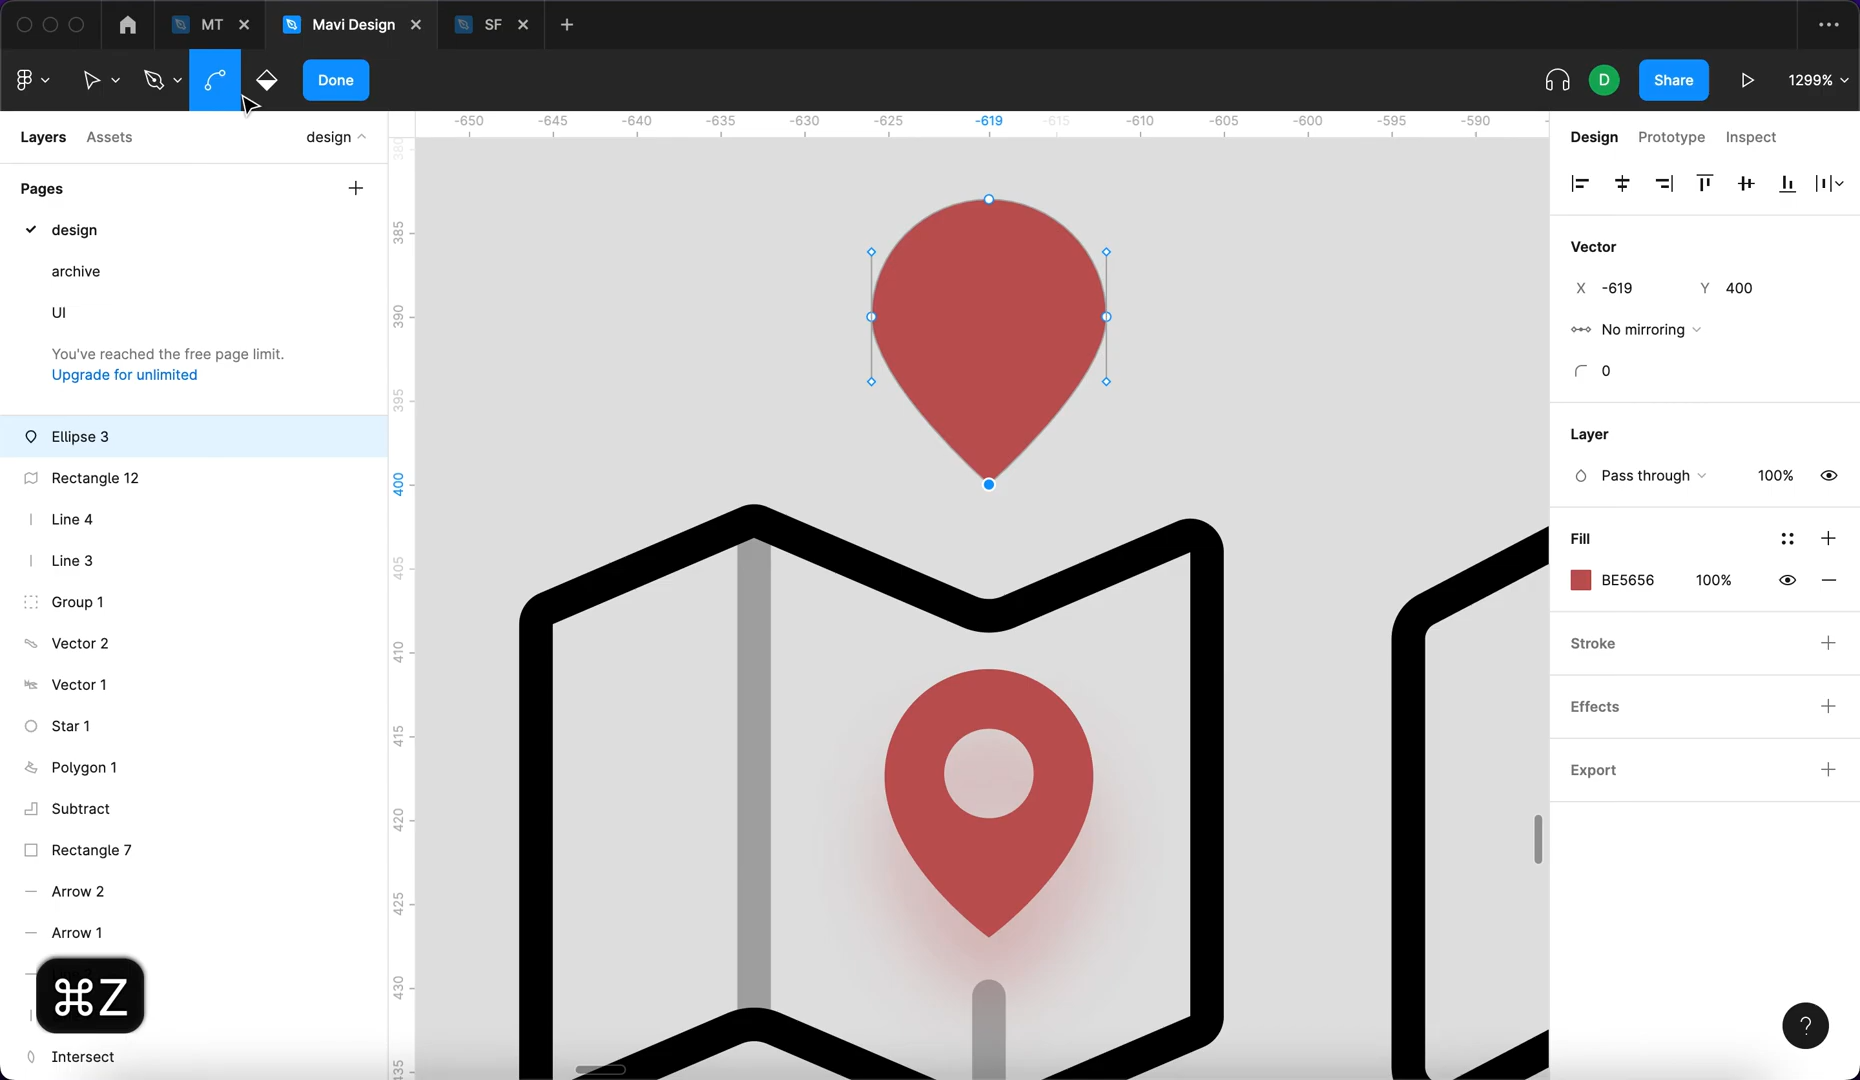 MT
Mavi Design
SF
Done
D
Share
1299%
Layers
Assets
design
Pages
design
archive
UI
You've reached the free page limit.
Upgrade for unlimited
Ellipse 3
Rectangle 12
Line 4
Line 3
Group 1
Vector 2
Vector 1
Star 1
Polygon 1
Subtract
Rectangle 7
Arrow 2
Arrow 1
⌘Z
Intersect
-650
-645
-640
-635
-630
-625
-619
-615
-610
-605
-600
-595
-590
380
385
390
395
400
405
410
415
420
425
430
435
Design
Prototype
Inspect
Vector
X -619
Y 400
No mirroring
0
Layer
Pass through
100%
Fill
BE5656
100%
Stroke
Effects
Export
?